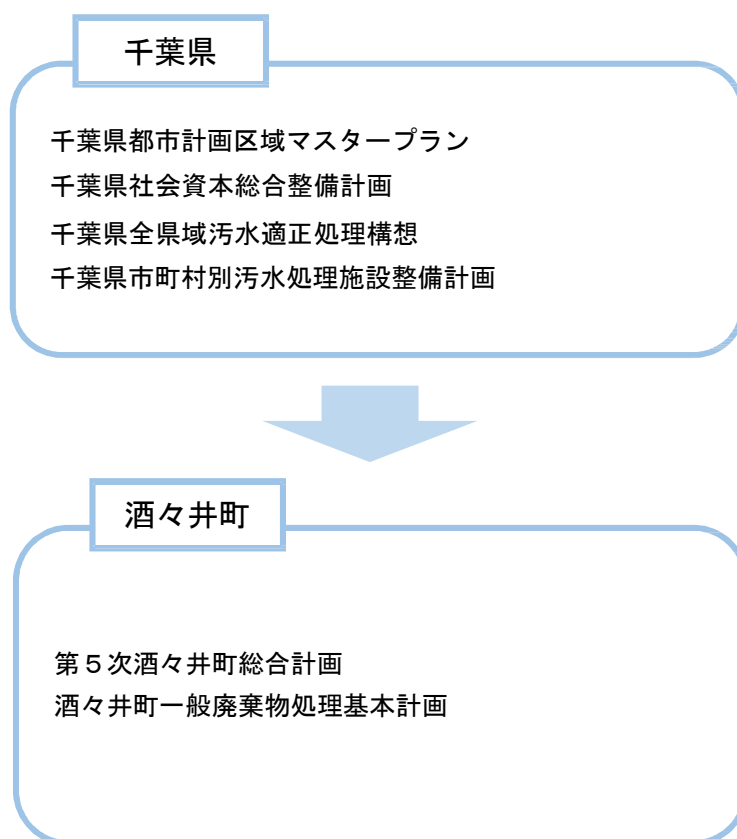 千葉県
千葉県都市計画区域マスタープラン
千葉県社会資本総合整備計画
千葉県全県域汚水適正処理構想
千葉県市町村別汚水処理施設整備計画
酒々井町
第５次酒々井町総合計画
酒々井町一般廃棄物処理基本計画